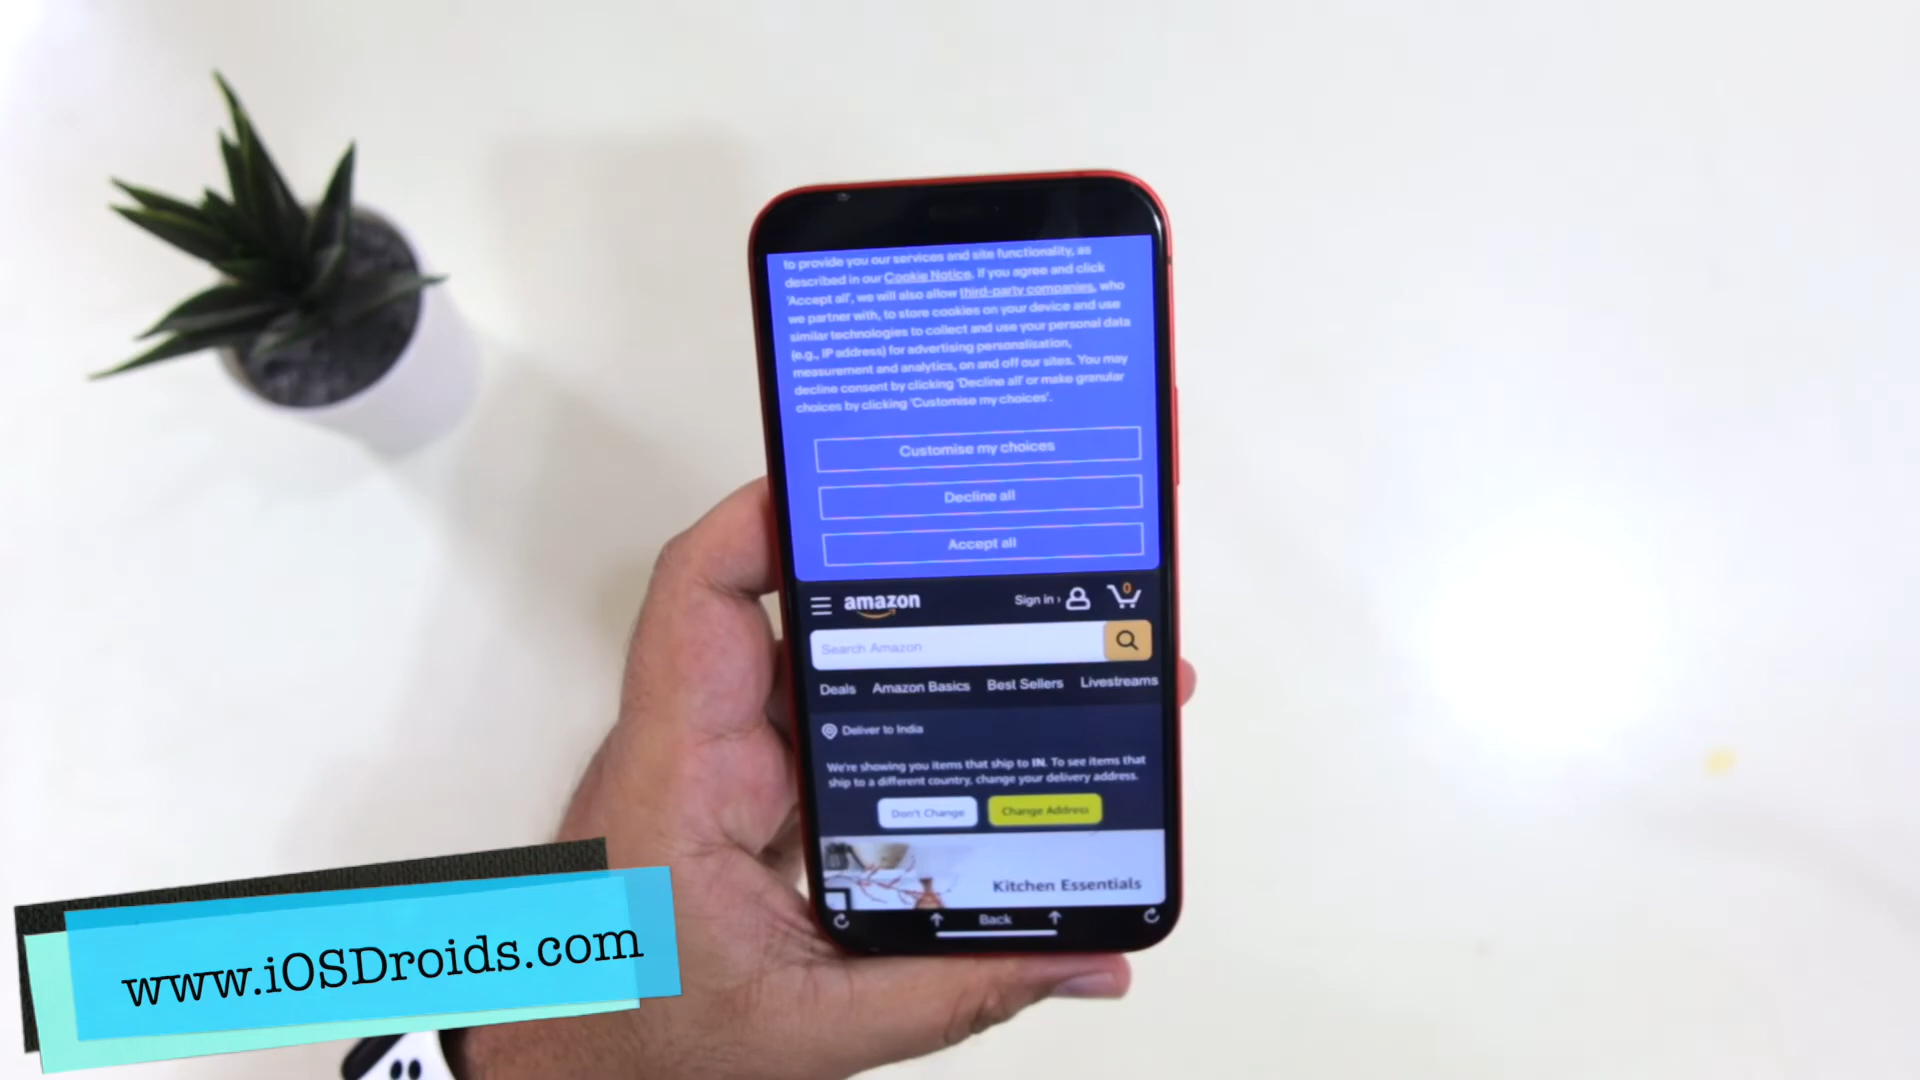 to provide you our services and site functionality, as
described in our Cookie Notice. If you agree and click
'Accept all', we will also allow third-party companies, who
we partner with, to store cookies on your device and use
similar technologies to collect and use your personal data
(e.g., IP address) for advertising personalisation,
measurement and analytics, on and off our sites. You may
decline consent by clicking 'Decline all' or make granular
choices by clicking 'Customise my choices'.
Customise my choices
Decline all
Accept all
amazon
Sign in ›
0
Search Amazon
Deals Amazon Basics Best Sellers Livestreams
Deliver to India
We're showing you items that ship to IN. To see items that
ship to a different country, change your delivery address.
Don't Change
Change Address
Kitchen Essentials
Back
www.iOSDroids.com